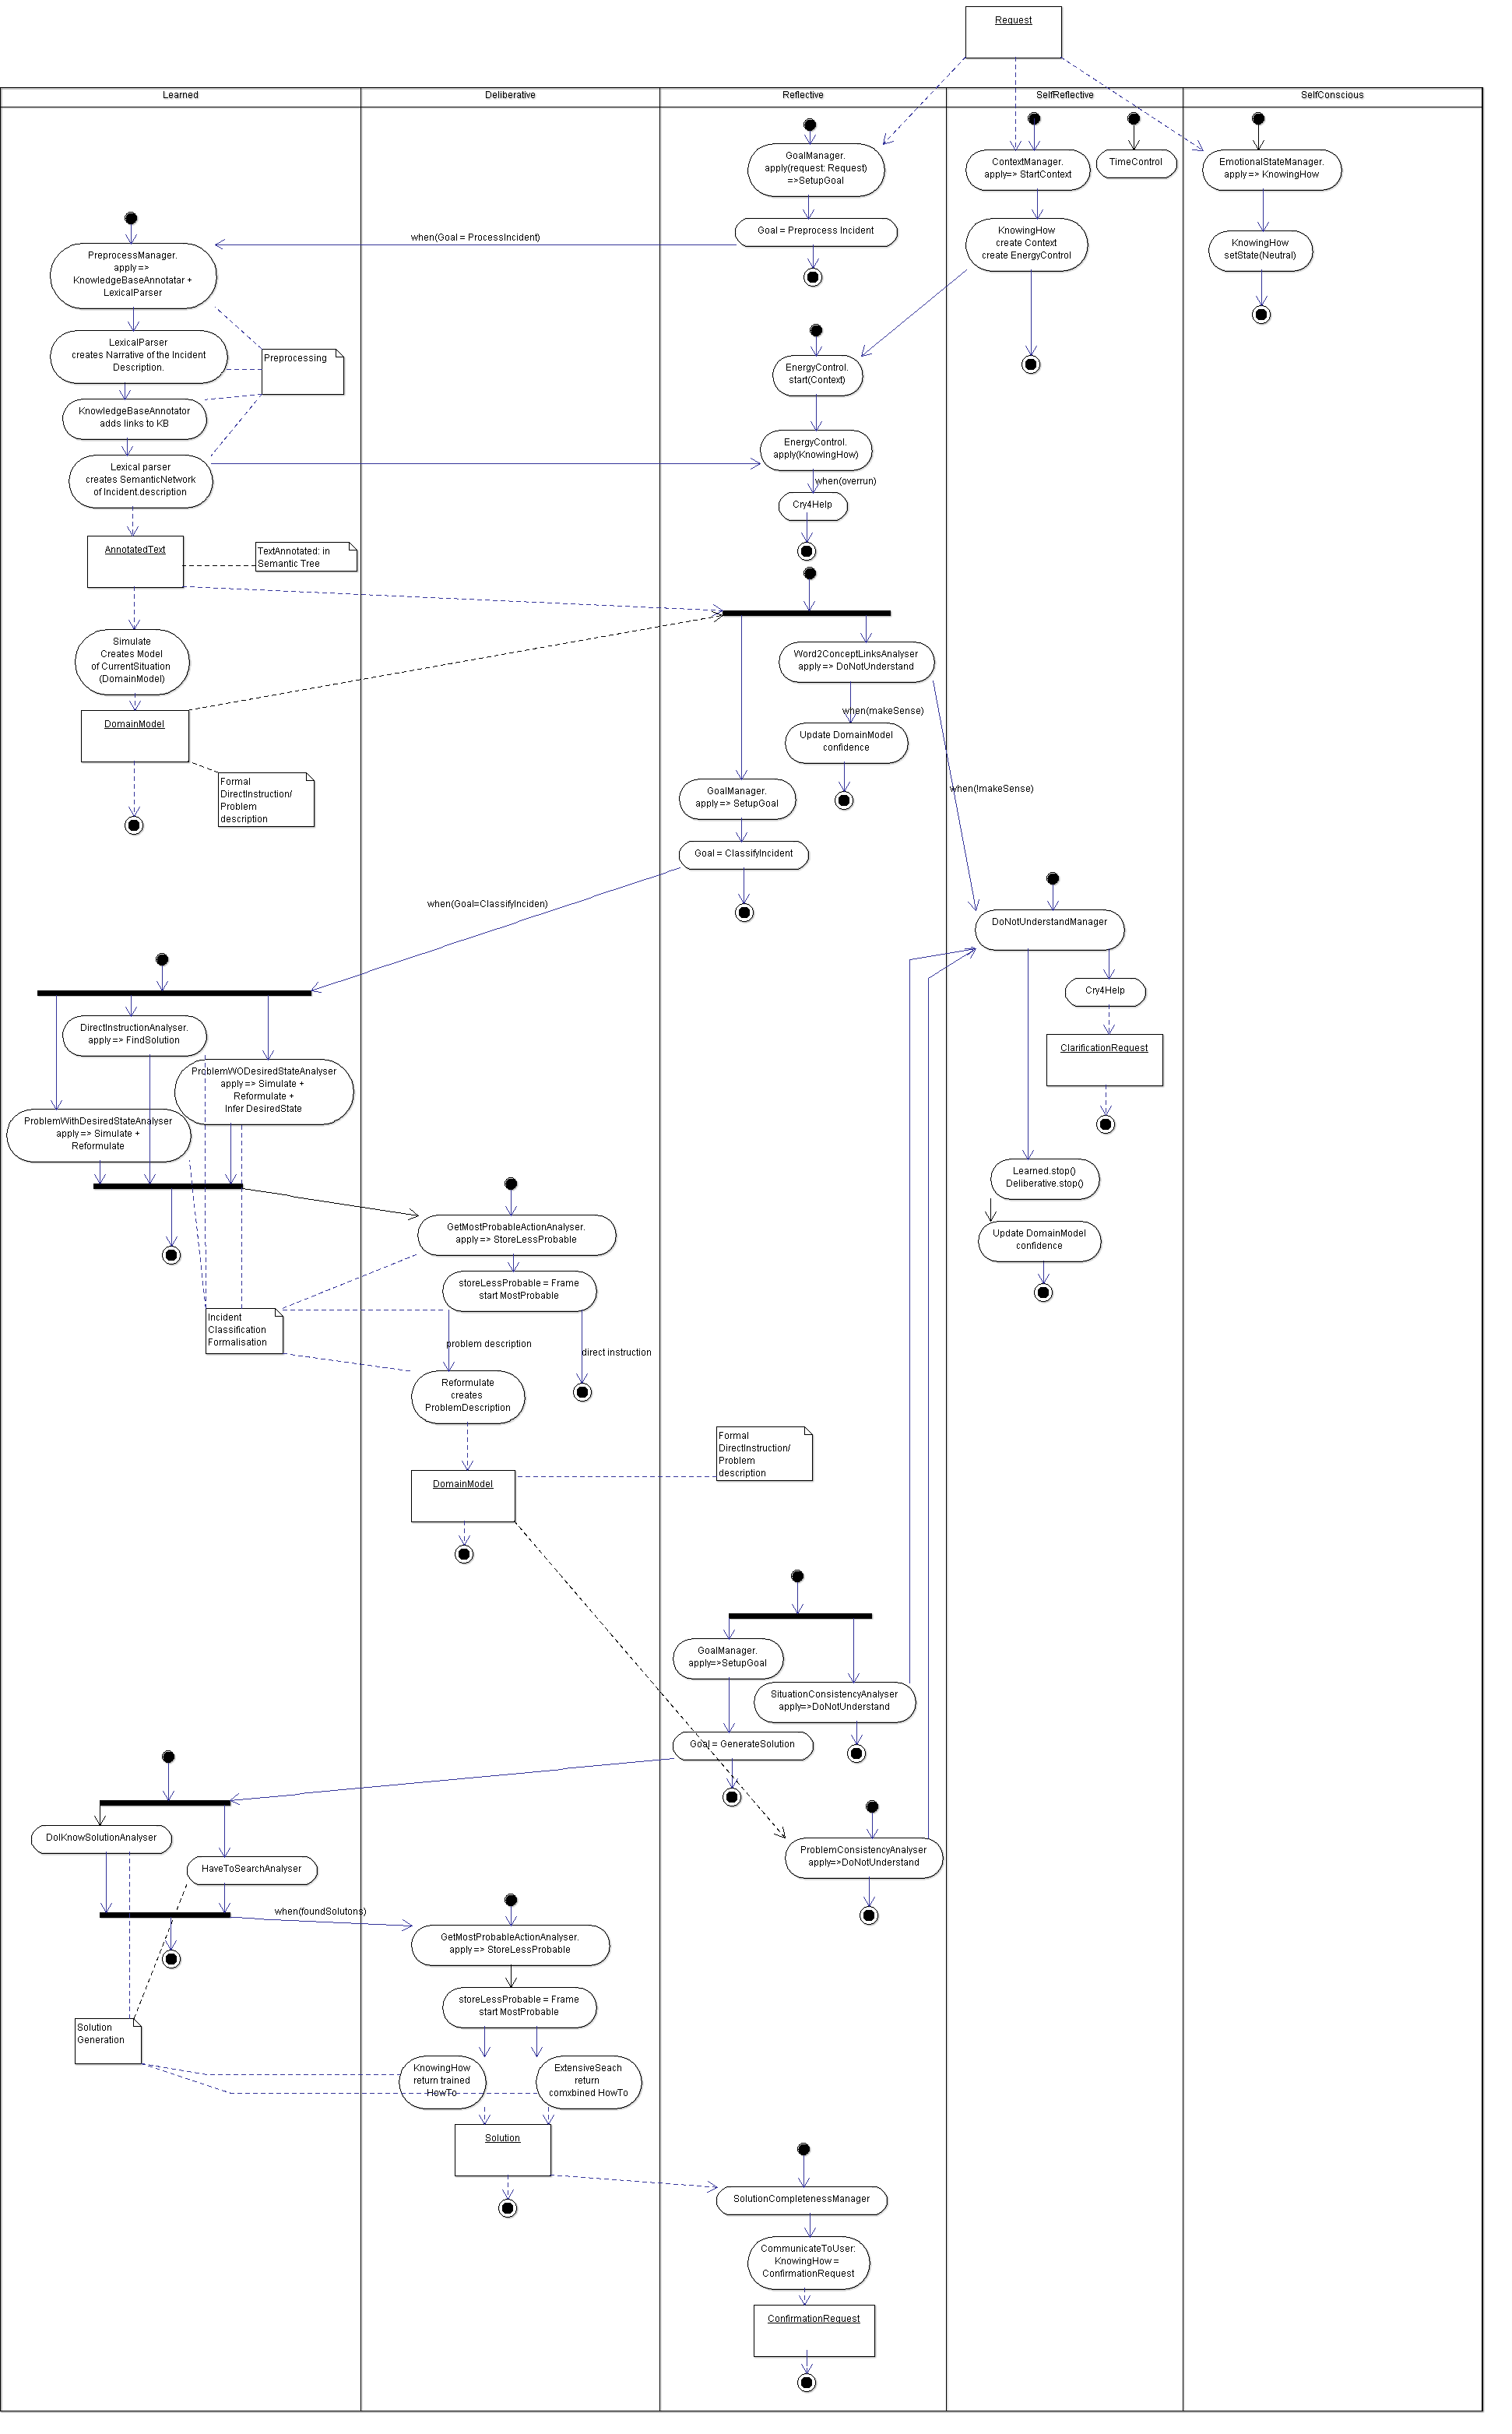 Request
Learned
Deliberative
Reflective
SelfReflective
SelfConscious
GoalManager.
apply(request: Request)
=>SetupGoal
ContextManager.
apply=> StartContext
TimeControl
EmotionalStateManager.
apply => KnowingHow
Goal = Preprocess Incident
when(Goal = ProcessIncident)
KnowingHow
create Context
create EnergyControl
KnowingHow
setState(Neutral)
PreprocessManager.
apply =>
KnowledgeBaseAnnotatar +
LexicalParser
LexicalParser
creates Narrative of the Incident
Description.
Preprocessing
EnergyControl.
start(Context)
KnowledgeBaseAnnotator
adds links to KB
EnergyControl.
apply(KnowingHow)
Lexical parser
creates SemanticNetwork
of Incident.description
when(overrun)
Cry4Help
AnnotatedText
TextAnnotated: in
Semantic Tree
Simulate
Creates Model
of CurrentSituation
(DomainModel)
Word2ConceptLinksAnalyser
apply => DoNotUnderstand
when(makeSense)
DomainModel
Update DomainModel
confidence
Formal
DirectInstruction/
Problem
description
GoalManager.
apply => SetupGoal
when(!makeSense)
Goal = ClassifyIncident
when(Goal=ClassifyInciden)
DoNotUnderstandManager
Cry4Help
DirectInstructionAnalyser.
apply => FindSolution
ClarificationRequest
ProblemWODesiredStateAnalyser
apply => Simulate +
Reformulate +
Infer DesiredState
ProblemWithDesiredStateAnalyser
apply => Simulate +
Reformulate
Learned.stop()
Deliberative.stop()
GetMostProbableActionAnalyser.
apply => StoreLessProbable
Update DomainModel
confidence
storeLessProbable = Frame
start MostProbable
Incident
Classification
Formalisation
problem description
direct instruction
Reformulate
creates
ProblemDescription
Formal
DirectInstruction/
Problem
description
DomainModel
GoalManager.
apply=>SetupGoal
SituationConsistencyAnalyser
apply=>DoNotUnderstand
Goal = GenerateSolution
DoIKnowSolutionAnalyser
HaveToSearchAnalyser
ProblemConsistencyAnalyser
apply=>DoNotUnderstand
when(foundSolutons)
GetMostProbableActionAnalyser.
apply => StoreLessProbable
storeLessProbable = Frame
start MostProbable
Solution
Generation
KnowingHow
return trained
HowTo
ExtensiveSeach
return
comxbined HowTo
Solution
SolutionCompletenessManager
CommunicateToUser:
KnowingHow =
ConfirmationRequest
ConfirmationRequest